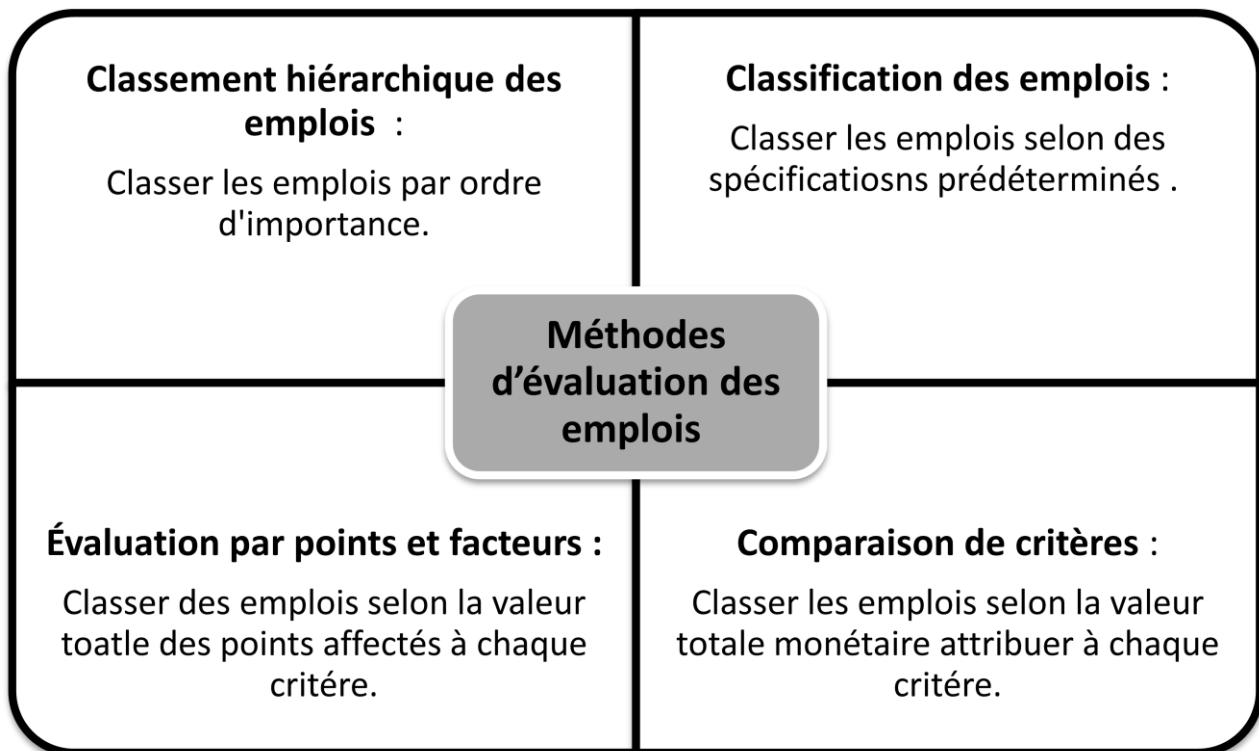 Classement hiérarchique des
emplois  :
Classer les emplois par ordre
d'importance.
Classification des emplois :
Classer les emplois selon des
spécificatiosns prédéterminés .
Méthodes
d’évaluation des
emplois
Évaluation par points et facteurs :
Classer des emplois selon la valeur
toatle des points affectés à chaque
critére.
Comparaison de critères :
Classer les emplois selon la valeur
totale monétaire attribuer à chaque
critére.